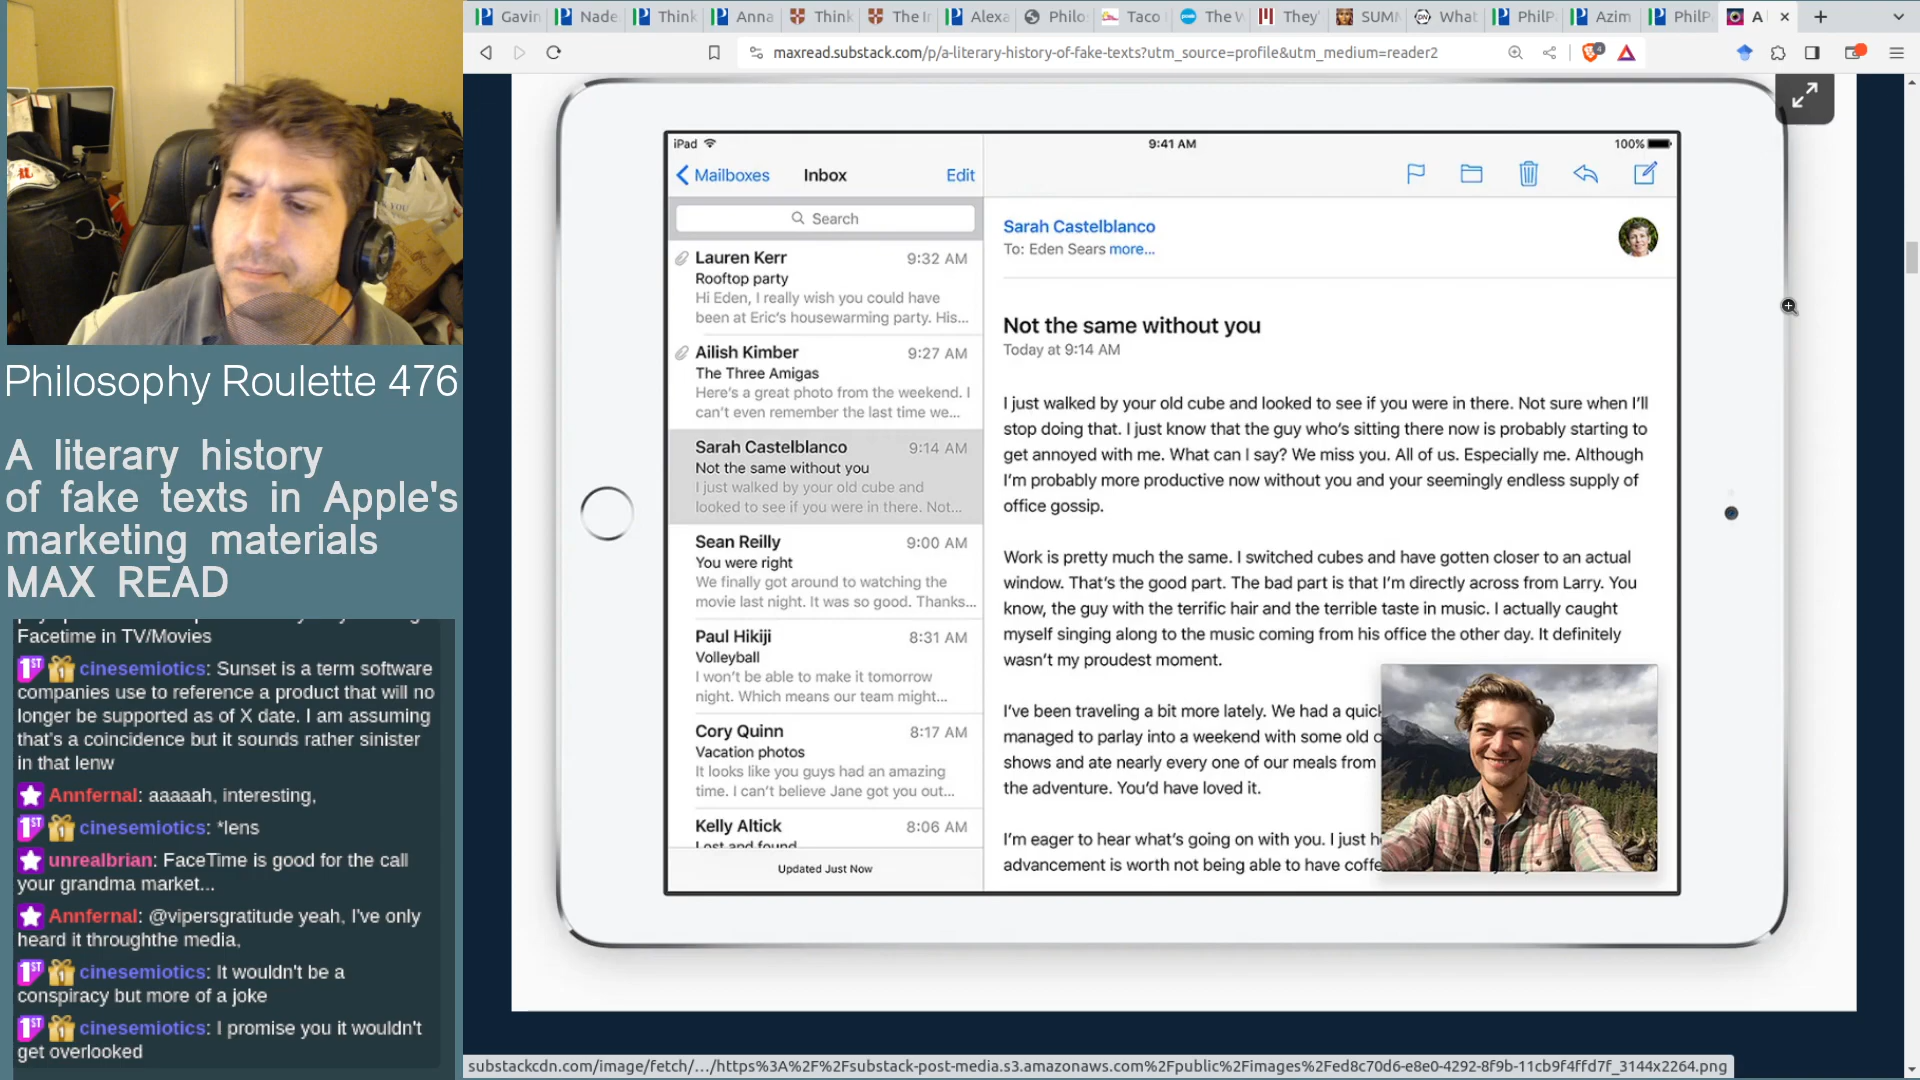 Gavin
Nade
Think
Anna
Think
The Ir
Alexa
Philo
Taco
The W
They'
SUMM
What
PhilP
Azim
PhilP
A
maxread.substack.com/p/a-literary-history-of-fake-texts?utm_source=profile&utm_medium=reader2
4
Philosophy Roulette 476
A literary history
of fake texts in Apple's
marketing materials
MAX READ
Facetime in TV/Movies
cinesemiotics: Sunset is a term software
companies use to reference a product that will no
longer be supported as of X date. I am assuming
that's a coincidence but it sounds rather sinister
in that lenw
Annfernal: aaaaah, interesting,
cinesemiotics: *lens
unrealbrian: FaceTime is good for the call
your grandma market...
Annfernal: @vipersgratitude yeah, I've only
heard it throughthe media,
cinesemiotics: It wouldn't be a
conspiracy but more of a joke
cinesemiotics: I promise you it wouldn't
get overlooked
iPad
9:41 AM
100%
Mailboxes
Inbox
Edit
Search
Lauren Kerr 9:32 AM
Rooftop party
Hi Eden, I really wish you could have
been at Eric's housewarming party. His...
Ailish Kimber 9:27 AM
The Three Amigas
Here's a great photo from the weekend. I
can't even remember the last time we...
Sarah Castelblanco 9:14 AM
Not the same without you
I just walked by your old cube and
looked to see if you were in there. Not...
Sean Reilly 9:00 AM
You were right
We finally got around to watching the
movie last night. It was so good. Thanks...
Paul Hikiji 8:31 AM
Volleyball
I won't be able to make it tomorrow
night. Which means our team might...
Cory Quinn 8:17 AM
Vacation photos
It looks like you guys had an amazing
time. I can't believe Jane got you out...
Kelly Altick 8:06 AM
Lost and found
Updated Just Now
Sarah Castelblanco
To: Eden Sears more...
Not the same without you
Today at 9:14 AM
I just walked by your old cube and looked to see if you were in there. Not sure when I'll
stop doing that. I just know that the guy who's sitting there now is probably starting to
get annoyed with me. What can I say? We miss you. All of us. Especially me. Although
I'm probably more productive now without you and your seemingly endless supply of
office gossip.
Work is pretty much the same. I switched cubes and have gotten closer to an actual
window. That's the good part. The bad part is that I'm directly across from Larry. You
know, the guy with the terrific hair and the terrible taste in music. I actually caught
myself singing along to the music coming from his office the other day. It definitely
wasn't my proudest moment.
I've been traveling a bit more lately. We had a quick
managed to parlay into a weekend with some old c
shows and ate nearly every one of our meals from
the adventure. You'd have loved it.
I'm eager to hear what's going on with you. I just h
advancement is worth not being able to have coffe
substackcdn.com/image/fetch/.../https%3A%2F%2Fsubstack-post-media.s3.amazonaws.com%2Fpublic%2Fimages%2Fed8c70d6-e8e0-4292-8f9b-11cb9f4ffd7f_3144x2264.png